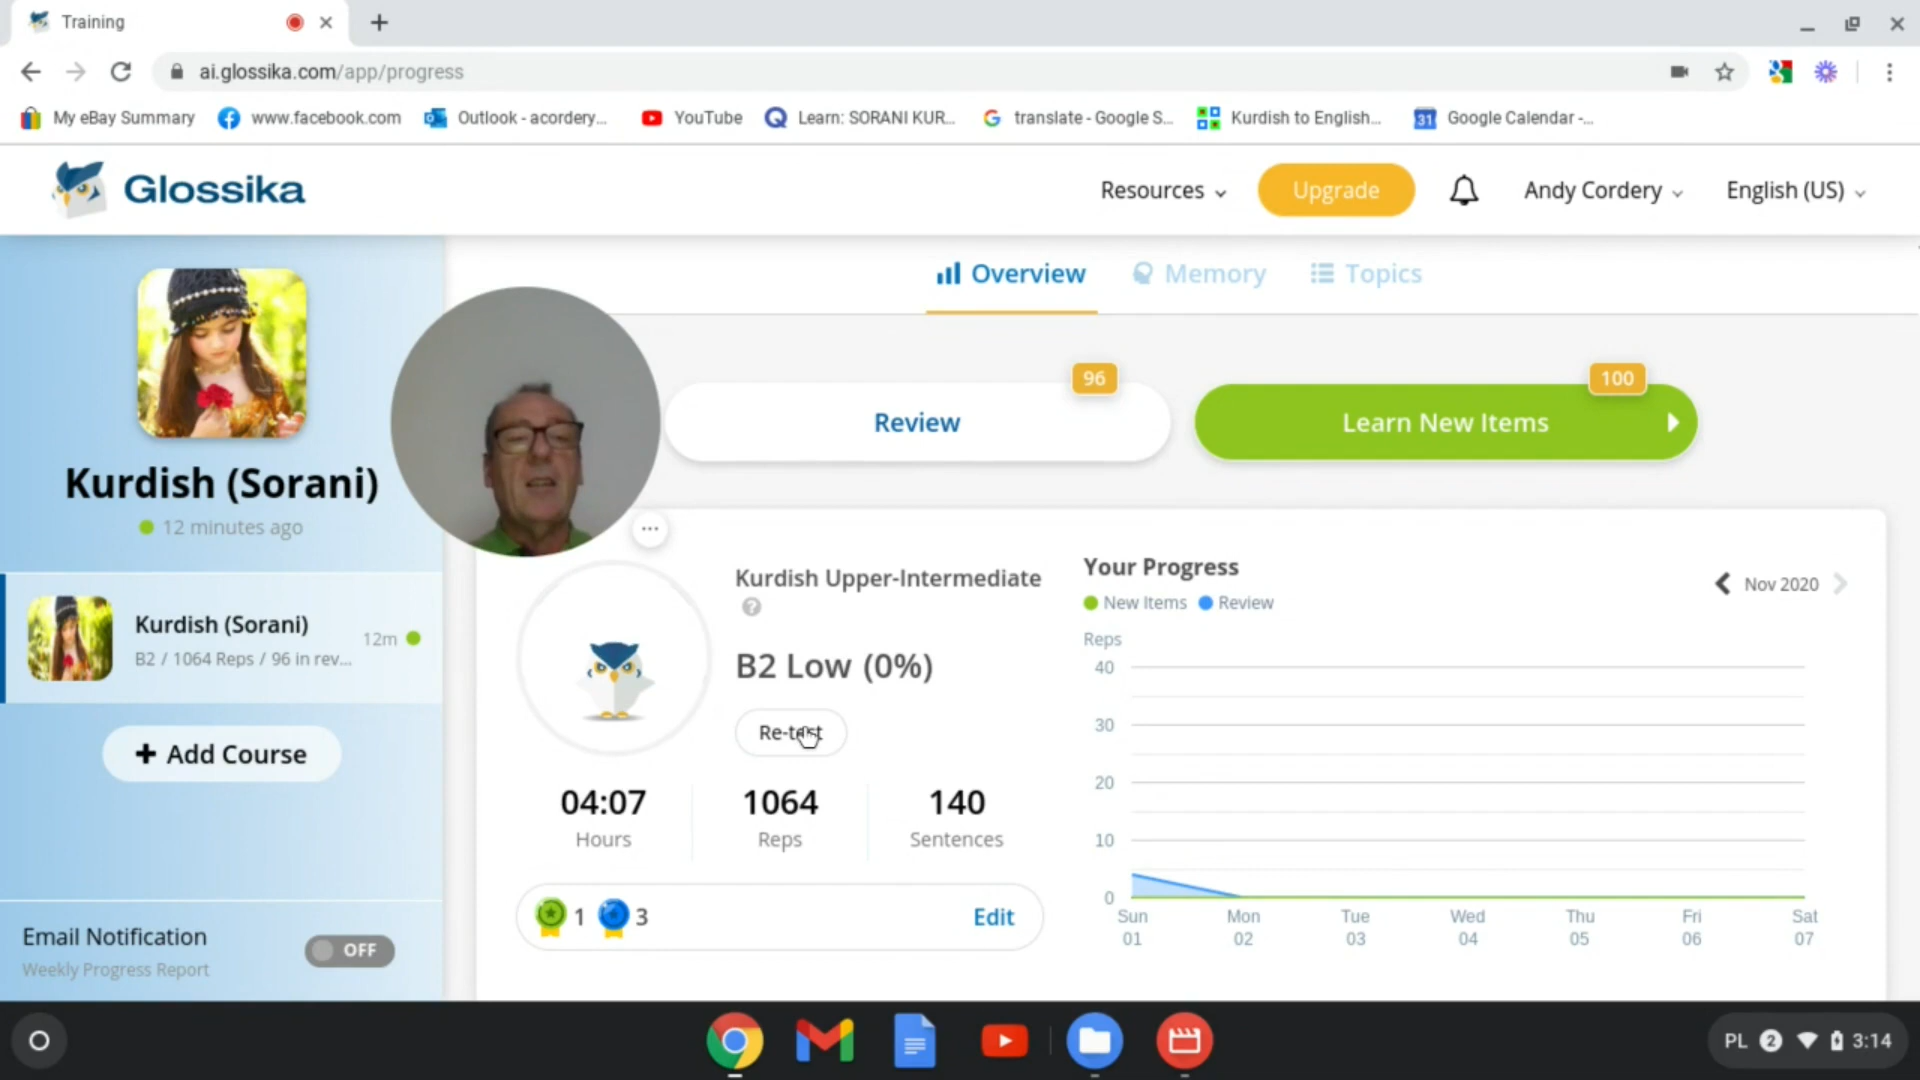 Training
ai.glossika.com/app/progress
My eBay Summary
www.facebook.com
Outlook - acordery...
YouTube
Learn: SORANI KUR...
translate - Google S...
Kurdish to English...
31
Google Calendar -...
Glossika
Resources
Upgrade
Andy Cordery
English (US)
Overview
Memory
Topics
96
100
Review
Learn New Items
Kurdish (Sorani)
12 minutes ago
Kurdish (Sorani)
12m
B2 / 1064 Reps / 96 in rev...
+ Add Course
Email Notification
OFF
Weekly Progress Report
Kurdish Upper-Intermediate
?
B2 Low (0%)
Re-test
04:07
1064
140
Hours
Reps
Sentences
1
3
Edit
Your Progress
Nov 2020
New Items
Review
Reps
40
30
20
10
0
Sun Mon Tue Wed Thu Fri Sat
01 02 03 04 05 06 07
PL 2 3:14